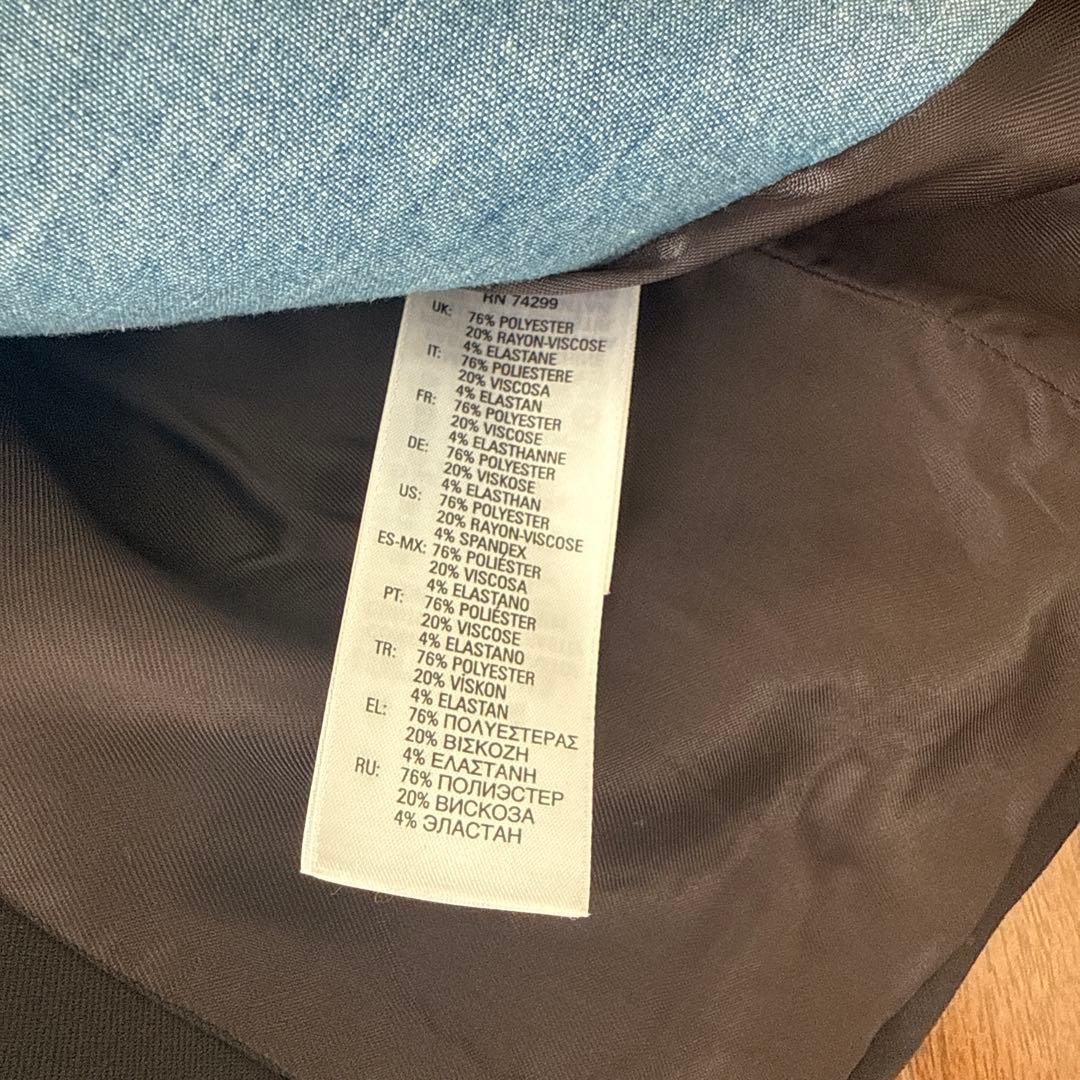 RN 74299
UK: 76% POLYESTER
20% RAYON-VISCOSE
4% ELASTANE
IT: 76% POLIESTERE
20% VISCOSA
4% ELASTAN
FR: 76% POLYESTER
20% VISCOSE
4% ELASTHANNE
DE: 76% POLYESTER
20% VISKOSE
4% ELASTHAN
US: 76% POLYESTER
20% RAYON-VISCOSE
4% SPANDEX
ES-MX: 76% POLIÉSTER
20% VISCOSA
4% ELASTANO
PT: 76% POLIÉSTER
20% VISCOSE
4% ELASTANO
TR: 76% POLYESTER
20% VİSKON
4% ELASTAN
EL: 76% ΠΟΛΥΕΣΤΕΡΑΣ
20% ΒΙΣΚΟΖΗ
4% ΕΛΑΣΤΑΝΗ
RU: 76% ПОЛИЭСТЕР
20% ВИСКОЗА
4% ЭЛАСТАН